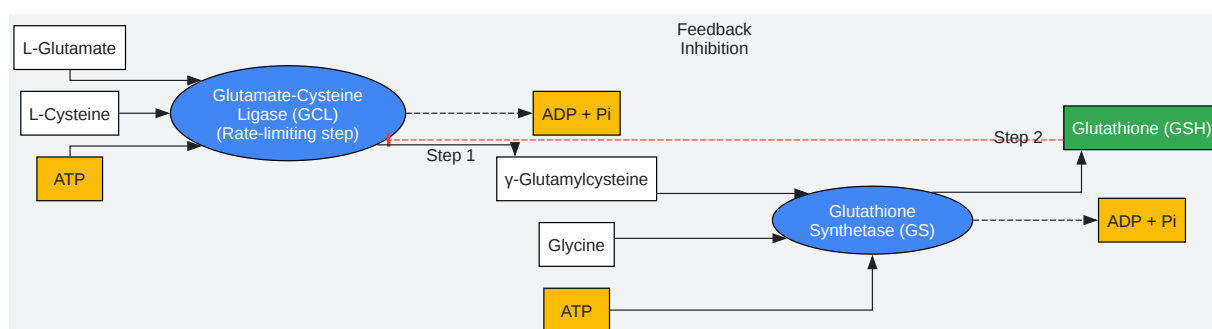 Feedback
Inhibition
L-Glutamate
L-Cysteine
ATP
Glutamate-Cysteine
Ligase (GCL)
(Rate-limiting step)
ADP + Pi
Step 1
γ-Glutamylcysteine
Glycine
ATP
Glutathione
Synthetase (GS)
Step 2
Glutathione (GSH)
ADP + Pi